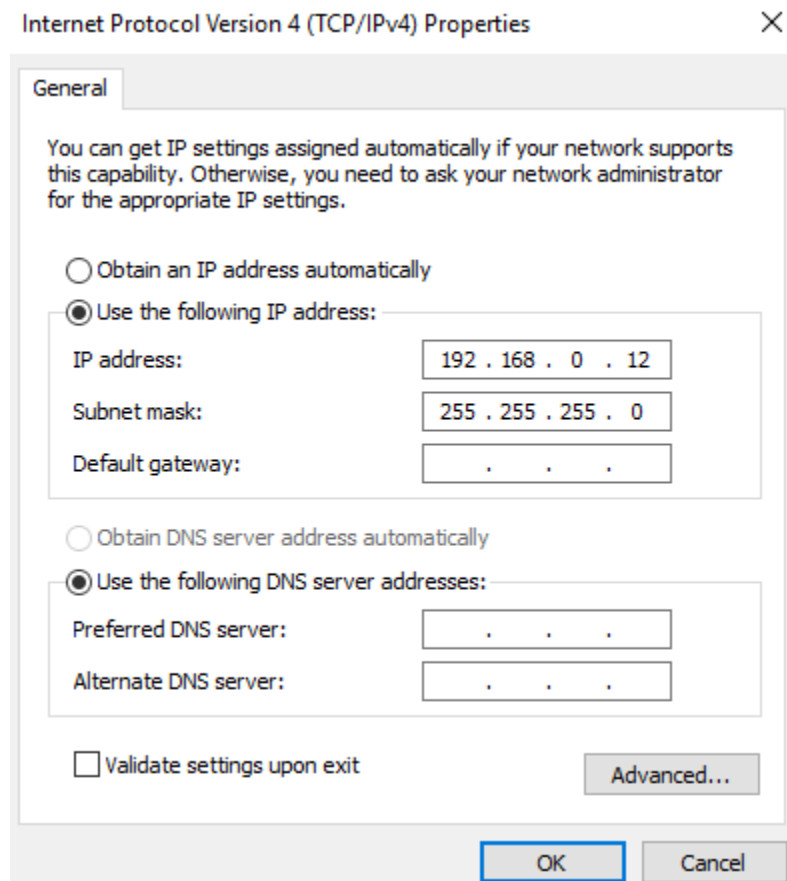 Internet Protocol Version 4 (TCP/IPv4) Properties
General
You can get IP settings assigned automatically if your network supports
this capability. Otherwise, you need to ask your network administrator
for the appropriate IP settings.
Obtain an IP address automatically
Use the following IP address:
IP address: 192 . 168 . 0 . 12
Subnet mask: 255 . 255 . 255 . 0
Default gateway: . . .
Obtain DNS server address automatically
Use the following DNS server addresses:
Preferred DNS server: . . .
Alternate DNS server: . . .
Validate settings upon exit
Advanced...
OK Cancel